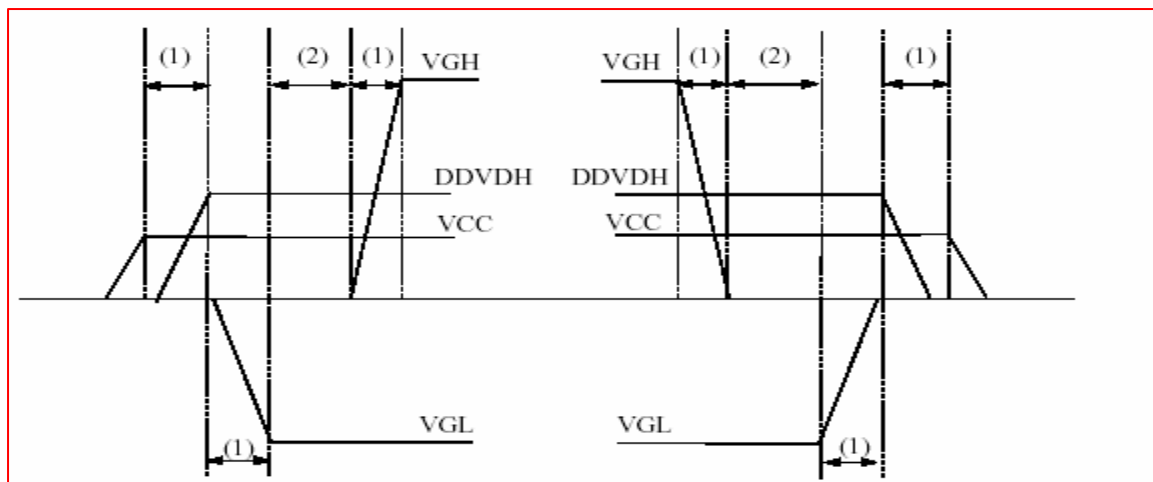 (1) (2) (1) VGH VGH (1) (2) (1)
DDVDH DDVDH
VCC VCC
VGL VGL
(1) (1)